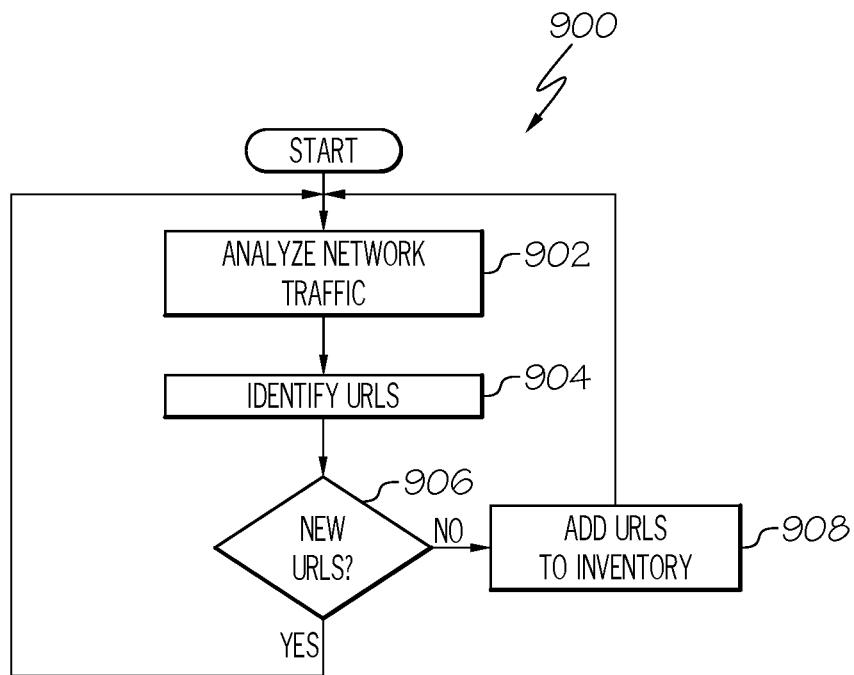 900
START
ANALYZE NETWORK
TRAFFIC
902
IDENTIFY URLS
904
906
NEW
URLS?
NO
ADD URLS
TO INVENTORY
908
YES